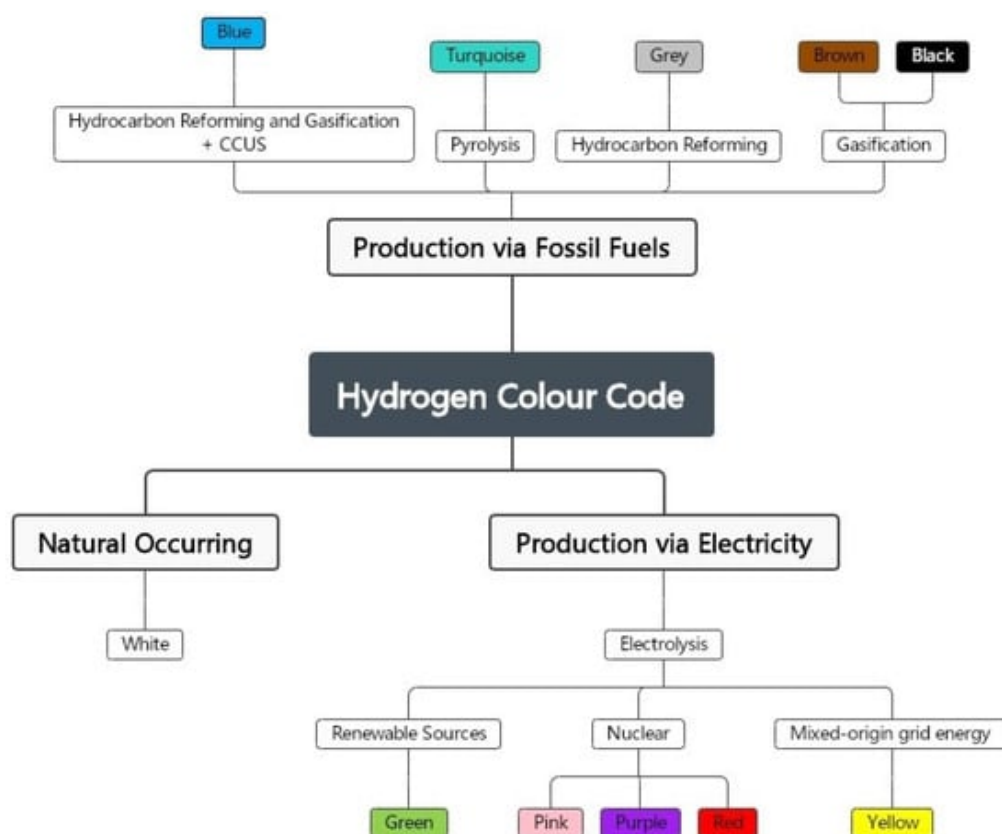 Blue
Turquoise
Grey
Brown
Black
Hydrocarbon Reforming and Gasification
+ CCUS
Pyrolysis
Hydrocarbon Reforming
Gasification
Production via Fossil Fuels
Hydrogen Colour Code
Natural Occurring
Production via Electricity
White
Electrolysis
Renewable Sources
Nuclear
Mixed-origin grid energy
Green
Pink
Purple
Red
Yellow